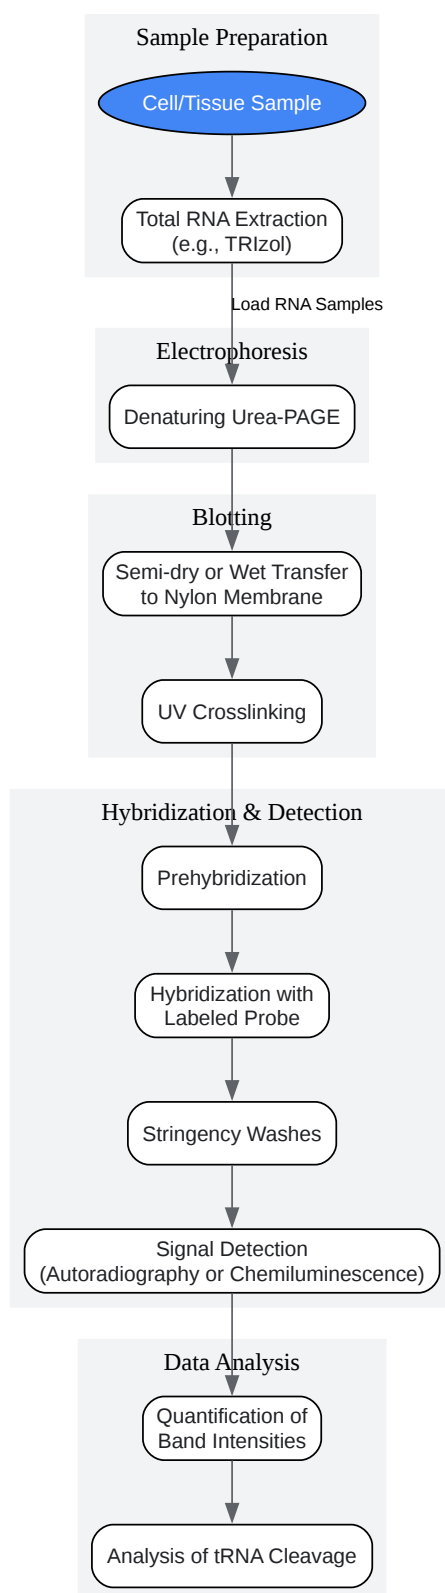 Sample Preparation
Cell/Tissue Sample
Total RNA Extraction
(e.g., TRIzol)
Load RNA Samples
Electrophoresis
Denaturing Urea-PAGE
Blotting
Semi-dry or Wet Transfer
to Nylon Membrane
UV Crosslinking
Hybridization & Detection
Prehybridization
Hybridization with
Labeled Probe
Stringency Washes
Signal Detection
(Autoradiography or Chemiluminescence)
Data Analysis
Quantification of
Band Intensities
Analysis of tRNA Cleavage